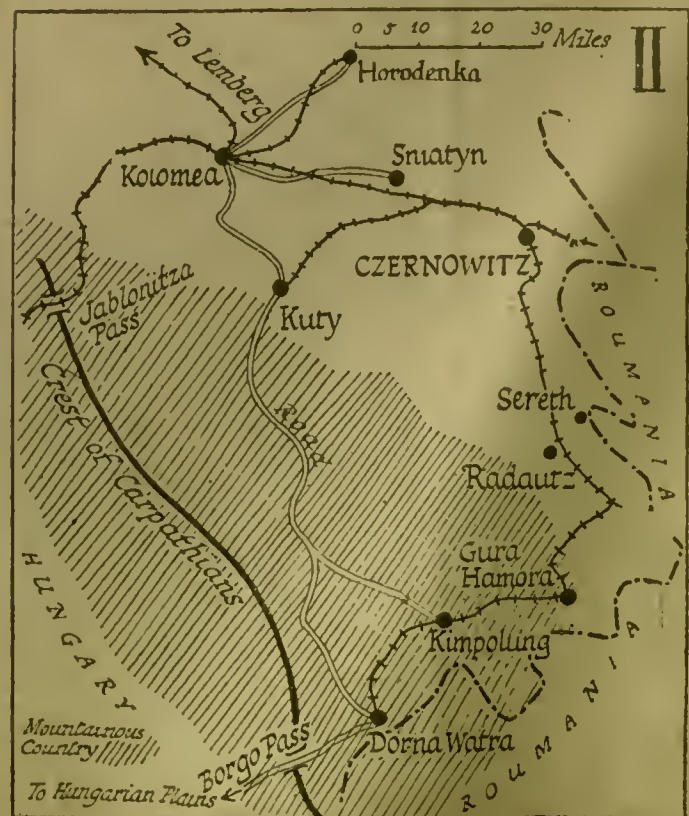 0 5 10 20 30 Miles
II
To Lemberg
Horodenka
Kolomea
Sniatyn
CZERNOWITZ
Jablonitza
Pass
Kuty
ROUMANIA
Crest of Carpathians
Road
Sereth
Radautz
Gura
Hamora
HUNGARY
Kimpolung
Mountainous
Country
Borgo Pass
Dorna Watra
To Hungarian Plains
ROUMANIA